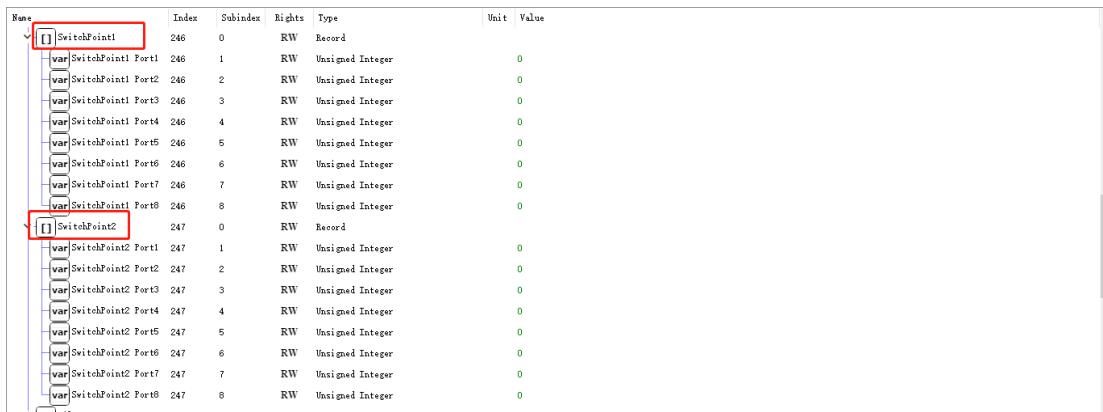 Name Index Subindex Rights Type Unit Value
[] SwitchPoint1 246 0 RW Record
var SwitchPoint1 Port1 246 1 RW Unsigned Integer 0
var SwitchPoint1 Port2 246 2 RW Unsigned Integer 0
var SwitchPoint1 Port3 246 3 RW Unsigned Integer 0
var SwitchPoint1 Port4 246 4 RW Unsigned Integer 0
var SwitchPoint1 Port5 246 5 RW Unsigned Integer 0
var SwitchPoint1 Port6 246 6 RW Unsigned Integer 0
var SwitchPoint1 Port7 246 7 RW Unsigned Integer 0
var SwitchPoint1 Port8 246 8 RW Unsigned Integer 0
[] SwitchPoint2 247 0 RW Record
var SwitchPoint2 Port1 247 1 RW Unsigned Integer 0
var SwitchPoint2 Port2 247 2 RW Unsigned Integer 0
var SwitchPoint2 Port3 247 3 RW Unsigned Integer 0
var SwitchPoint2 Port4 247 4 RW Unsigned Integer 0
var SwitchPoint2 Port5 247 5 RW Unsigned Integer 0
var SwitchPoint2 Port6 247 6 RW Unsigned Integer 0
var SwitchPoint2 Port7 247 7 RW Unsigned Integer 0
var SwitchPoint2 Port8 247 8 RW Unsigned Integer 0